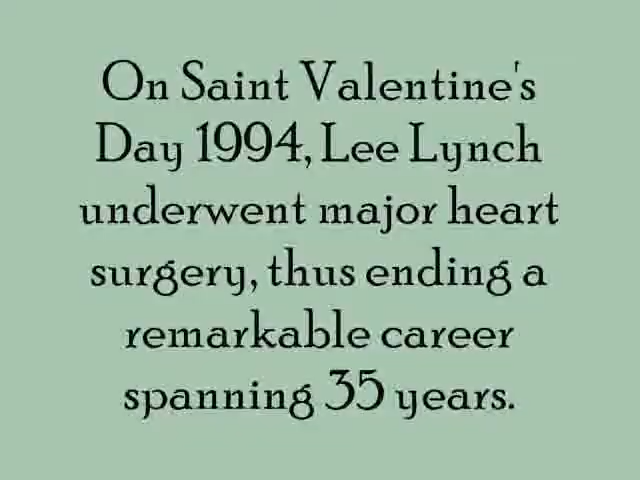 On Saint Valentine's
Day 1994, Lee Lynch
underwent major heart
surgery, thus ending a
remarkable career
spanning 35 years.